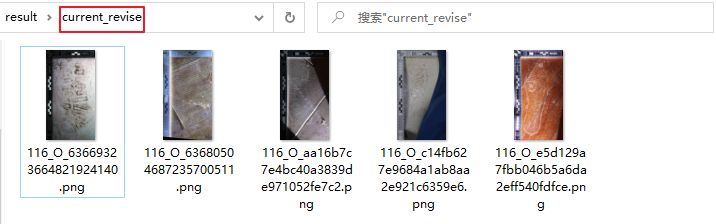 result > current_revise
搜索"current_revise"
116_O_6366932
3664821924140
.png
116_O_6368050
4687235700511
.png
116_O_aa16b7c
7e4bc40a3839d
e971052fe7c2.p
ng
116_O_c14fb62
7e9684a1ab8aa
2e921c6359e6.
png
116_O_e5d129a
7fbb046b5a6da
2eff540fdfce.pn
g